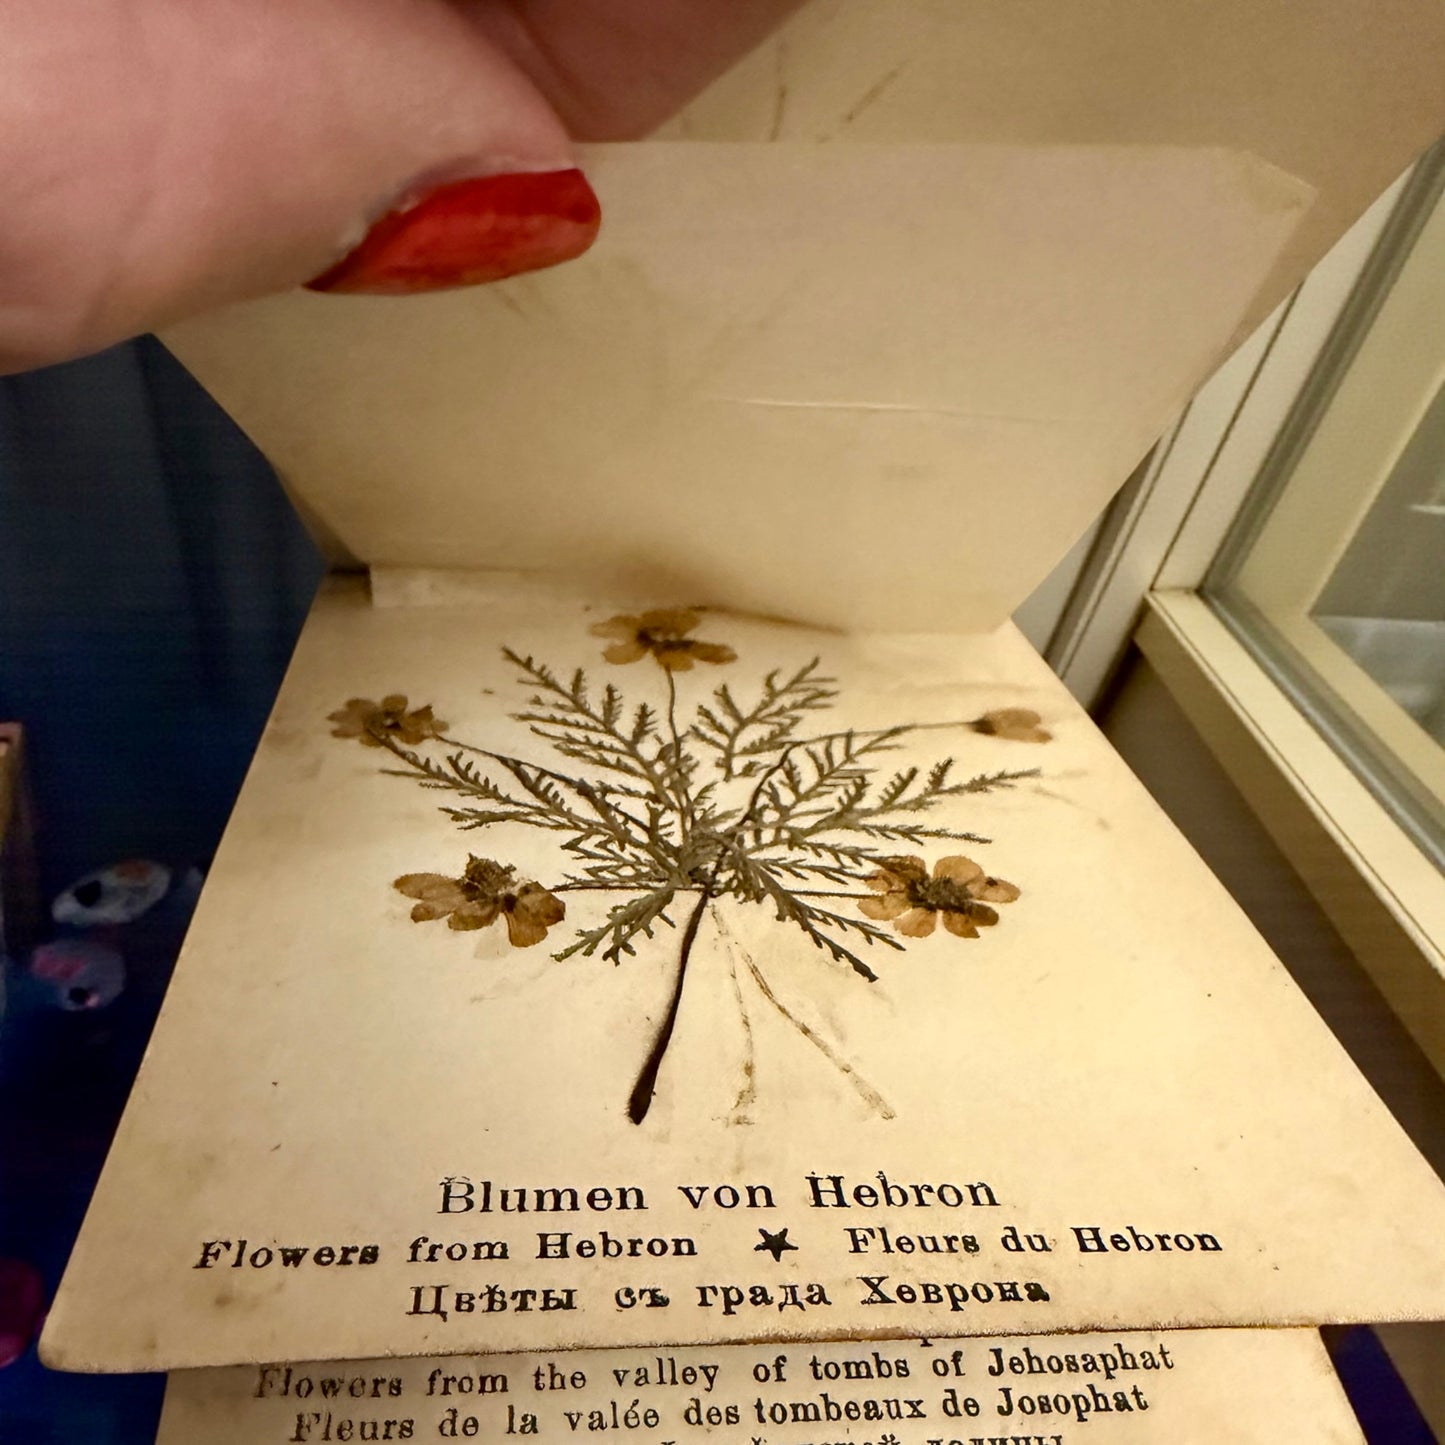 Blumen von Hebron
Flowers from Hebron ★ Fleurs du Hebron
Цвѣты съ града Хеврона
Flowers from the valley of tombs of Jehosaphat
Fleurs de la valée des tombeaux de Josophat
долины